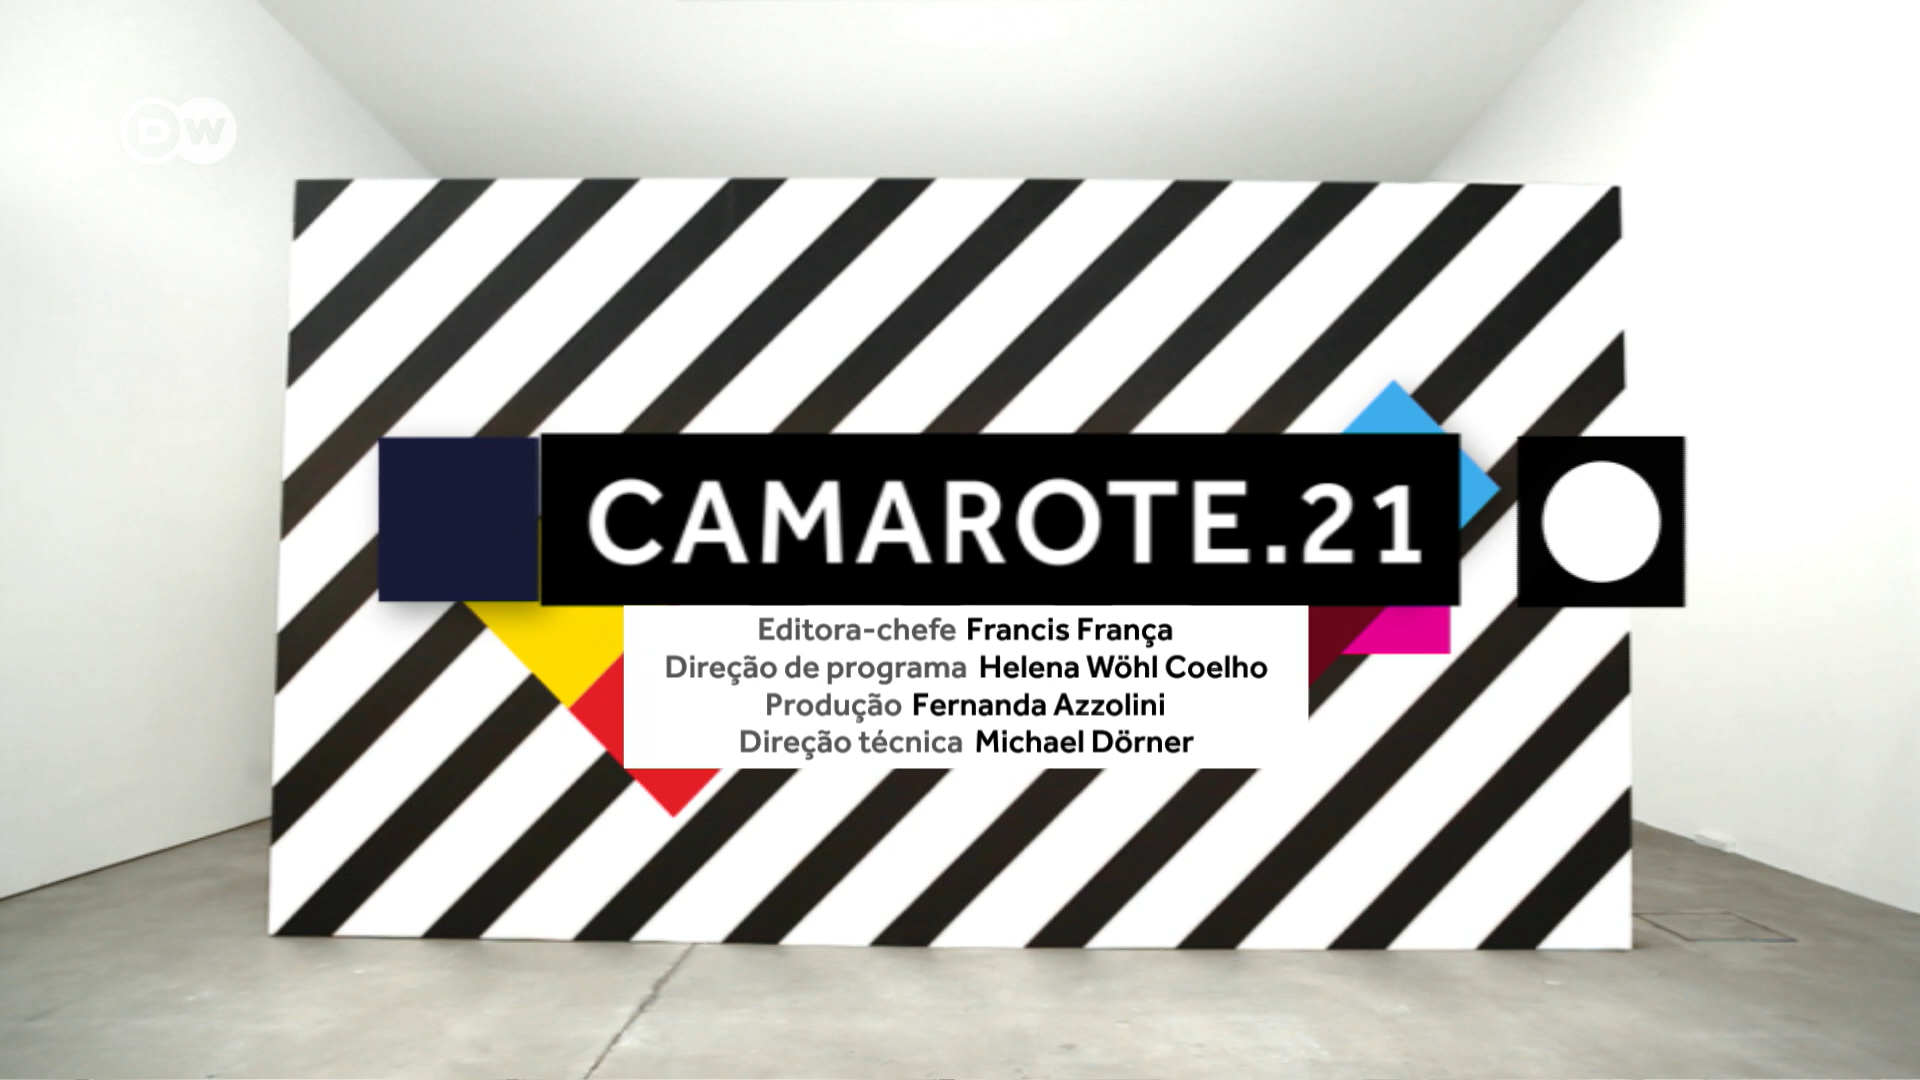 DW
CAMAROTE.21
Editora-chefe Francis França
Direção de programa Helena Wöhl Coelho
Produção Fernanda Azzolini
Direção técnica Michael Dörner